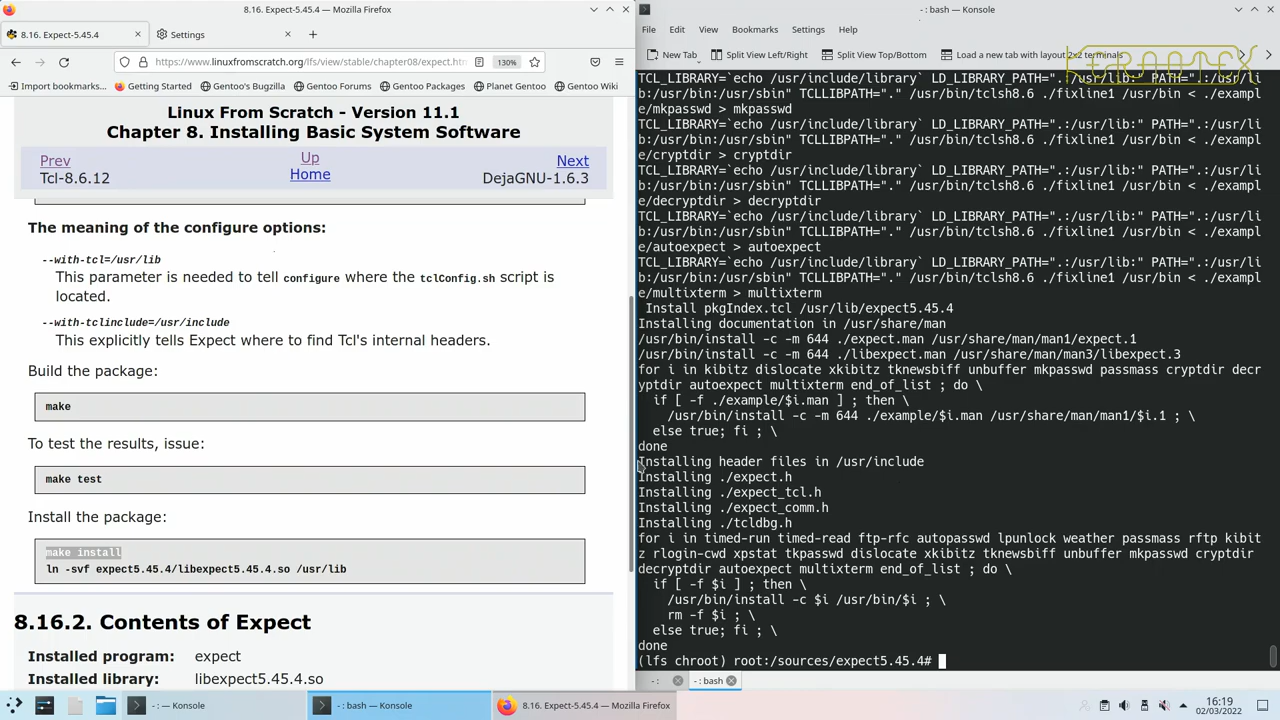 8.16. Expect-5.45.4 — Mozilla Firefox
8.16. Expect-5.45.4
Settings
https://www.linuxfromscratch.org/lfs/view/stable/chapter08/expect.htm
130%
Import bookmarks...
Getting Started
Gentoo's Bugzilla
Gentoo Forums
Gentoo Packages
Planet Gentoo
Gentoo Wiki
Linux From Scratch - Version 11.1
Chapter 8. Installing Basic System Software
Prev
Up
Next
Tcl-8.6.12
Home
DejaGNU-1.6.3
The meaning of the configure options:
--with-tcl=/usr/lib
This parameter is needed to tell configure where the tclConfig.sh script is
located.
--with-tclinclude=/usr/include
This explicitly tells Expect where to find Tcl's internal headers.
Build the package:
make
To test the results, issue:
make test
Install the package:
make install
ln -svf expect5.45.4/libexpect5.45.4.so /usr/lib
8.16.2. Contents of Expect
Installed program: expect
Installed library: libexpect5.45.4.so
- : bash — Konsole
File Edit View Bookmarks Settings Help
New Tab
Split View Left/Right
Split View Top/Bottom
Load a new tab with layout 2x2 terminals
TCL_LIBRARY=`echo /usr/include/library` LD_LIBRARY_PATH=".:/usr/lib:" PATH=".:/usr/li
b:/usr/bin:/usr/sbin" TCLLIBPATH="." /usr/bin/tclsh8.6 ./fixline1 /usr/bin < ./exampl
e/mkpasswd > mkpasswd
TCL_LIBRARY=`echo /usr/include/library` LD_LIBRARY_PATH=".:/usr/lib:" PATH=".:/usr/li
b:/usr/bin:/usr/sbin" TCLLIBPATH="." /usr/bin/tclsh8.6 ./fixline1 /usr/bin < ./exampl
e/cryptdir > cryptdir
TCL_LIBRARY=`echo /usr/include/library` LD_LIBRARY_PATH=".:/usr/lib:" PATH=".:/usr/li
b:/usr/bin:/usr/sbin" TCLLIBPATH="." /usr/bin/tclsh8.6 ./fixline1 /usr/bin < ./exampl
e/decryptdir > decryptdir
TCL_LIBRARY=`echo /usr/include/library` LD_LIBRARY_PATH=".:/usr/lib:" PATH=".:/usr/li
b:/usr/bin:/usr/sbin" TCLLIBPATH="." /usr/bin/tclsh8.6 ./fixline1 /usr/bin < ./exampl
e/autoexpect > autoexpect
TCL_LIBRARY=`echo /usr/include/library` LD_LIBRARY_PATH=".:/usr/lib:" PATH=".:/usr/li
b:/usr/bin:/usr/sbin" TCLLIBPATH="." /usr/bin/tclsh8.6 ./fixline1 /usr/bin < ./exampl
e/multixterm > multixterm
Install pkgIndex.tcl /usr/lib/expect5.45.4
Installing documentation in /usr/share/man
/usr/bin/install -c -m 644 ./expect.man /usr/share/man/man1/expect.1
/usr/bin/install -c -m 644 ./libexpect.man /usr/share/man/man3/libexpect.3
for i in kibitz dislocate xkibitz tknewsbiff unbuffer mkpasswd passmass cryptdir decr
yptdir autoexpect multixterm end_of_list ; do \
if [ -f ./example/$i.man ] ; then \
/usr/bin/install -c -m 644 ./example/$i.man /usr/share/man/man1/$i.1 ; \
else true; fi ; \
done
Installing header files in /usr/include
Installing ./expect.h
Installing ./expect_tcl.h
Installing ./expect_comm.h
Installing ./tcldbg.h
for i in timed-run timed-read ftp-rfc autopasswd lpunlock weather passmass rftp kibit
z rlogin-cwd xpstat tkpasswd dislocate xkibitz tknewsbiff unbuffer mkpasswd cryptdir
decryptdir autoexpect multixterm end_of_list ; do \
if [ -f $i ] ; then \
/usr/bin/install -c $i /usr/bin/$i ; \
rm -f $i ; \
else true; fi ; \
done
(lfs chroot) root:/sources/expect5.45.4#
- :
- : bash
- : — Konsole
- : bash — Konsole
8.16. Expect-5.45.4 — Mozilla Firefox
16:19
02/03/2022